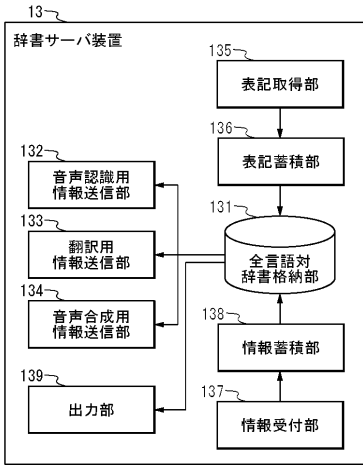 13
辞書サーバ装置
135
表記取得部
136
表記蓄積部
132
音声認識用
情報送信部
131
全言語対
辞書格納部
133
翻訳用
情報送信部
134
音声合成用
情報送信部
138
情報蓄積部
139
出力部
137
情報受付部